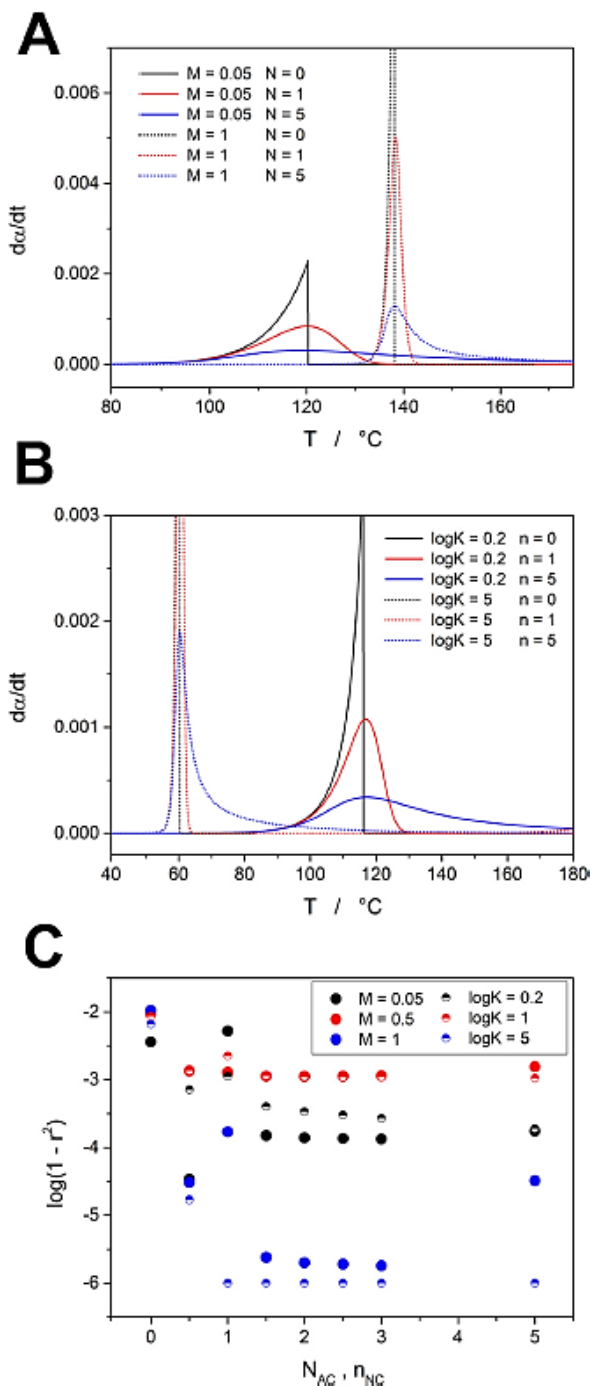 A
M = 0.05 N = 0
M = 0.05 N = 1
M = 0.05 N = 5
M = 1 N = 0
M = 1 N = 1
M = 1 N = 5
0.006
0.004
0.002
0.000
dα/dt
80 100 120 140 160
T / °C
B
logK = 0.2 n = 0
logK = 0.2 n = 1
logK = 0.2 n = 5
logK = 5 n = 0
logK = 5 n = 1
logK = 5 n = 5
0.003
0.002
0.001
0.000
dα/dt
40 60 80 100 120 140 160 180
T / °C
C
M = 0.05 logK = 0.2
M = 0.5 logK = 1
M = 1 logK = 5
-2
-3
-4
-5
-6
log(1 - r²)
0 1 2 3 4 5
N_AC , n_NC